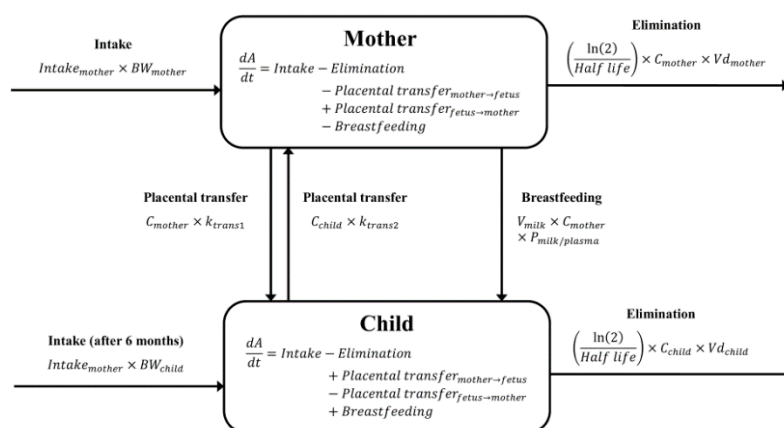 Intake
Intake_mother × BW_mother
Mother
dA/dt = Intake − Elimination
− Placental transfer_mother→fetus
+ Placental transfer_fetus→mother
− Breastfeeding
Elimination
(ln(2)/Half life) × C_mother × Vd_mother
Placental transfer
C_mother × k_trans1
Placental transfer
C_child × k_trans2
Breastfeeding
V_milk × C_mother
× P_milk/plasma
Intake (after 6 months)
Intake_mother × BW_child
Child
dA/dt = Intake − Elimination
+ Placental transfer_mother→fetus
− Placental transfer_fetus→mother
+ Breastfeeding
Elimination
(ln(2)/Half life) × C_child × Vd_child